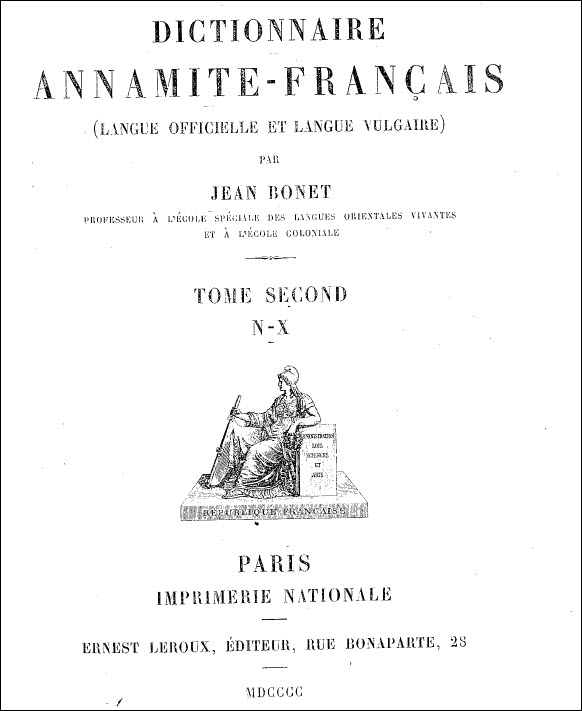 DICTIONNAIRE
ANNAMITE-FRANÇAIS
(LANGUE OFFICIELLE ET LANGUE VULGAIRE)
PAR
JEAN BONET
PROFESSEUR À L'ÉCOLE SPÉCIALE DES LANGUES ORIENTALES VIVANTES
ET À L'ÉCOLE COLONIALE
TOME SECOND
N-X
ADMINISTRATION
LOIS
SCIENCES
ET
ARTS
RÉPUBLIQUE FRANÇAISE
PARIS
IMPRIMERIE NATIONALE
ERNEST LEROUX, ÉDITEUR, RUE BONAPARTE, 28
MDCCCC